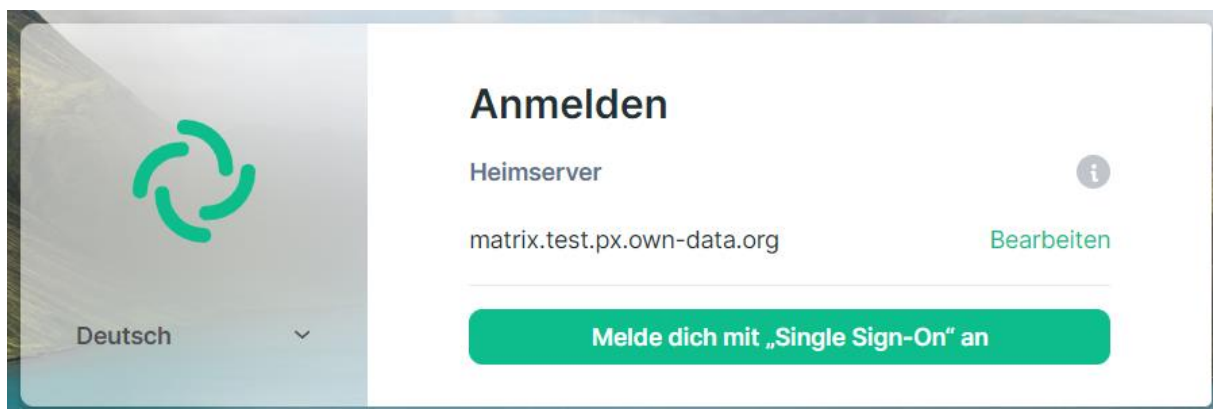 Anmelden
Heimserver
matrix.test.px.own-data.org
Bearbeiten
Melde dich mit „Single Sign-On“ an
Deutsch